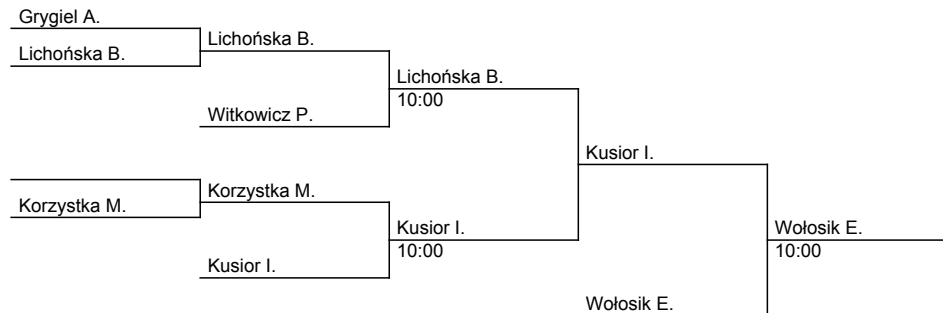 Grygiel A.
Lichońska B.
Lichońska B.
Lichońska B.
10:00
Witkowicz P.
Kusior I.
Korzystka M.
Korzystka M.
Kusior I.
10:00
Wołosik E.
10:00
Kusior I.
Wołosik E.